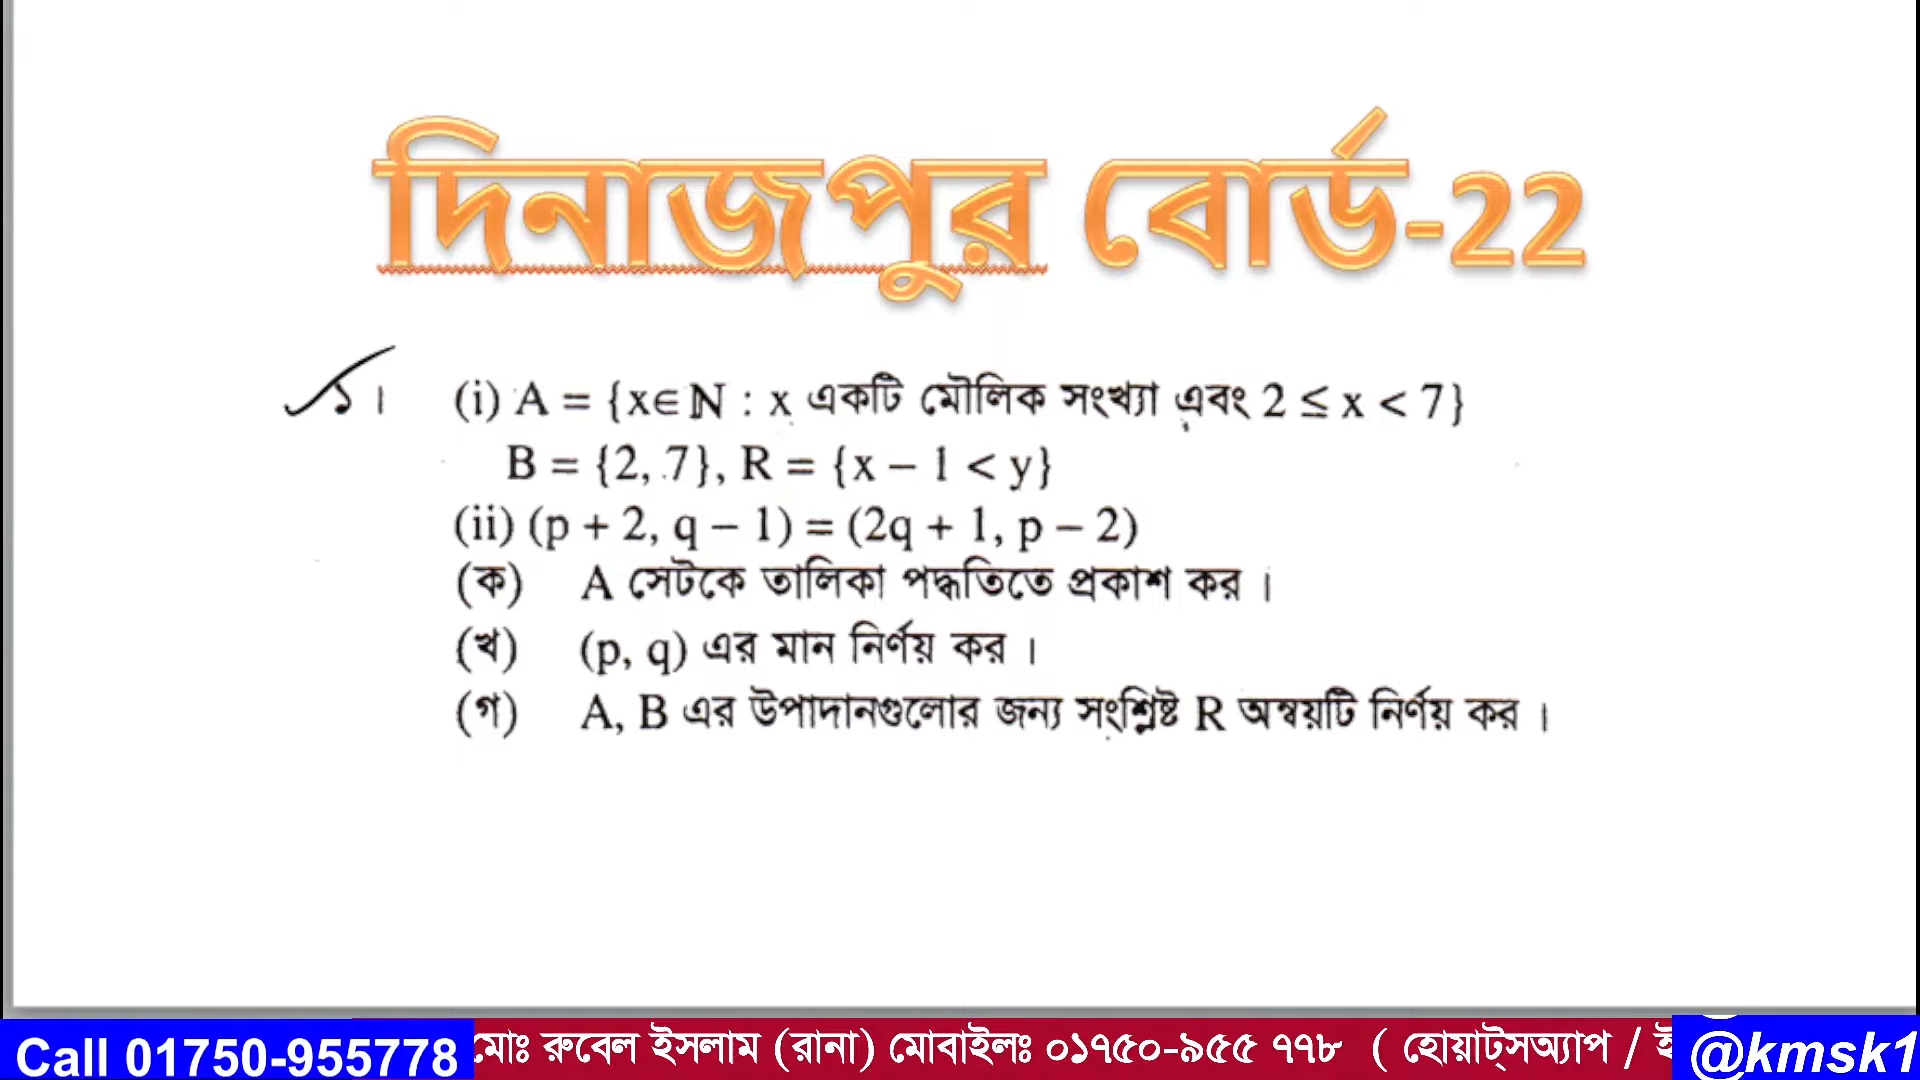 দিনাজপুর বোর্ড-22
১। (i) A = {x∈ℕ : x একটি মৌলিক সংখ্যা এবং 2 ≤ x < 7}
B = {2, 7}, R = {x – 1 < y}
(ii) (p + 2, q – 1) = (2q + 1, p – 2)
(ক) A সেটকে তালিকা পদ্ধতিতে প্রকাশ কর।
(খ) (p, q) এর মান নির্ণয় কর।
(গ) A, B এর উপাদানগুলোর জন্য সংশ্লিষ্ট R অন্বয়টি নির্ণয় কর।
Call 01750-955778 মোঃ রুবেল ইসলাম (রানা) মোবাইলঃ ০১৭৫০-৯৫৫ ৭৭৮ ( হোয়াট্সঅ্যাপ / @kmsk1